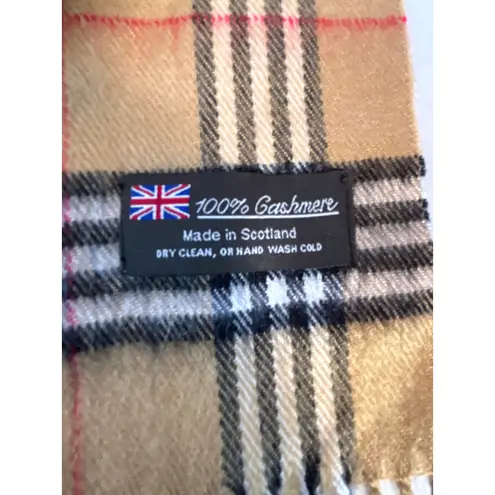 100% Cashmere
Made in Scotland
DRY CLEAN, OR HAND WASH COLD